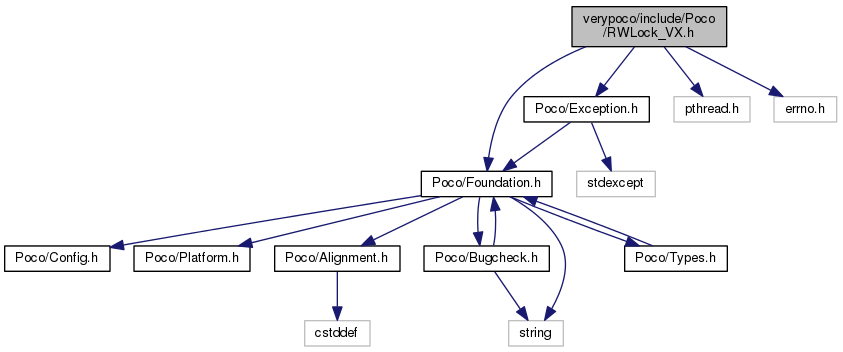 verypoco/include/Poco
/RWLock_VX.h
Poco/Exception.h
pthread.h
errno.h
Poco/Foundation.h
stdexcept
Poco/Config.h
Poco/Platform.h
Poco/Alignment.h
Poco/Bugcheck.h
Poco/Types.h
cstddef
string